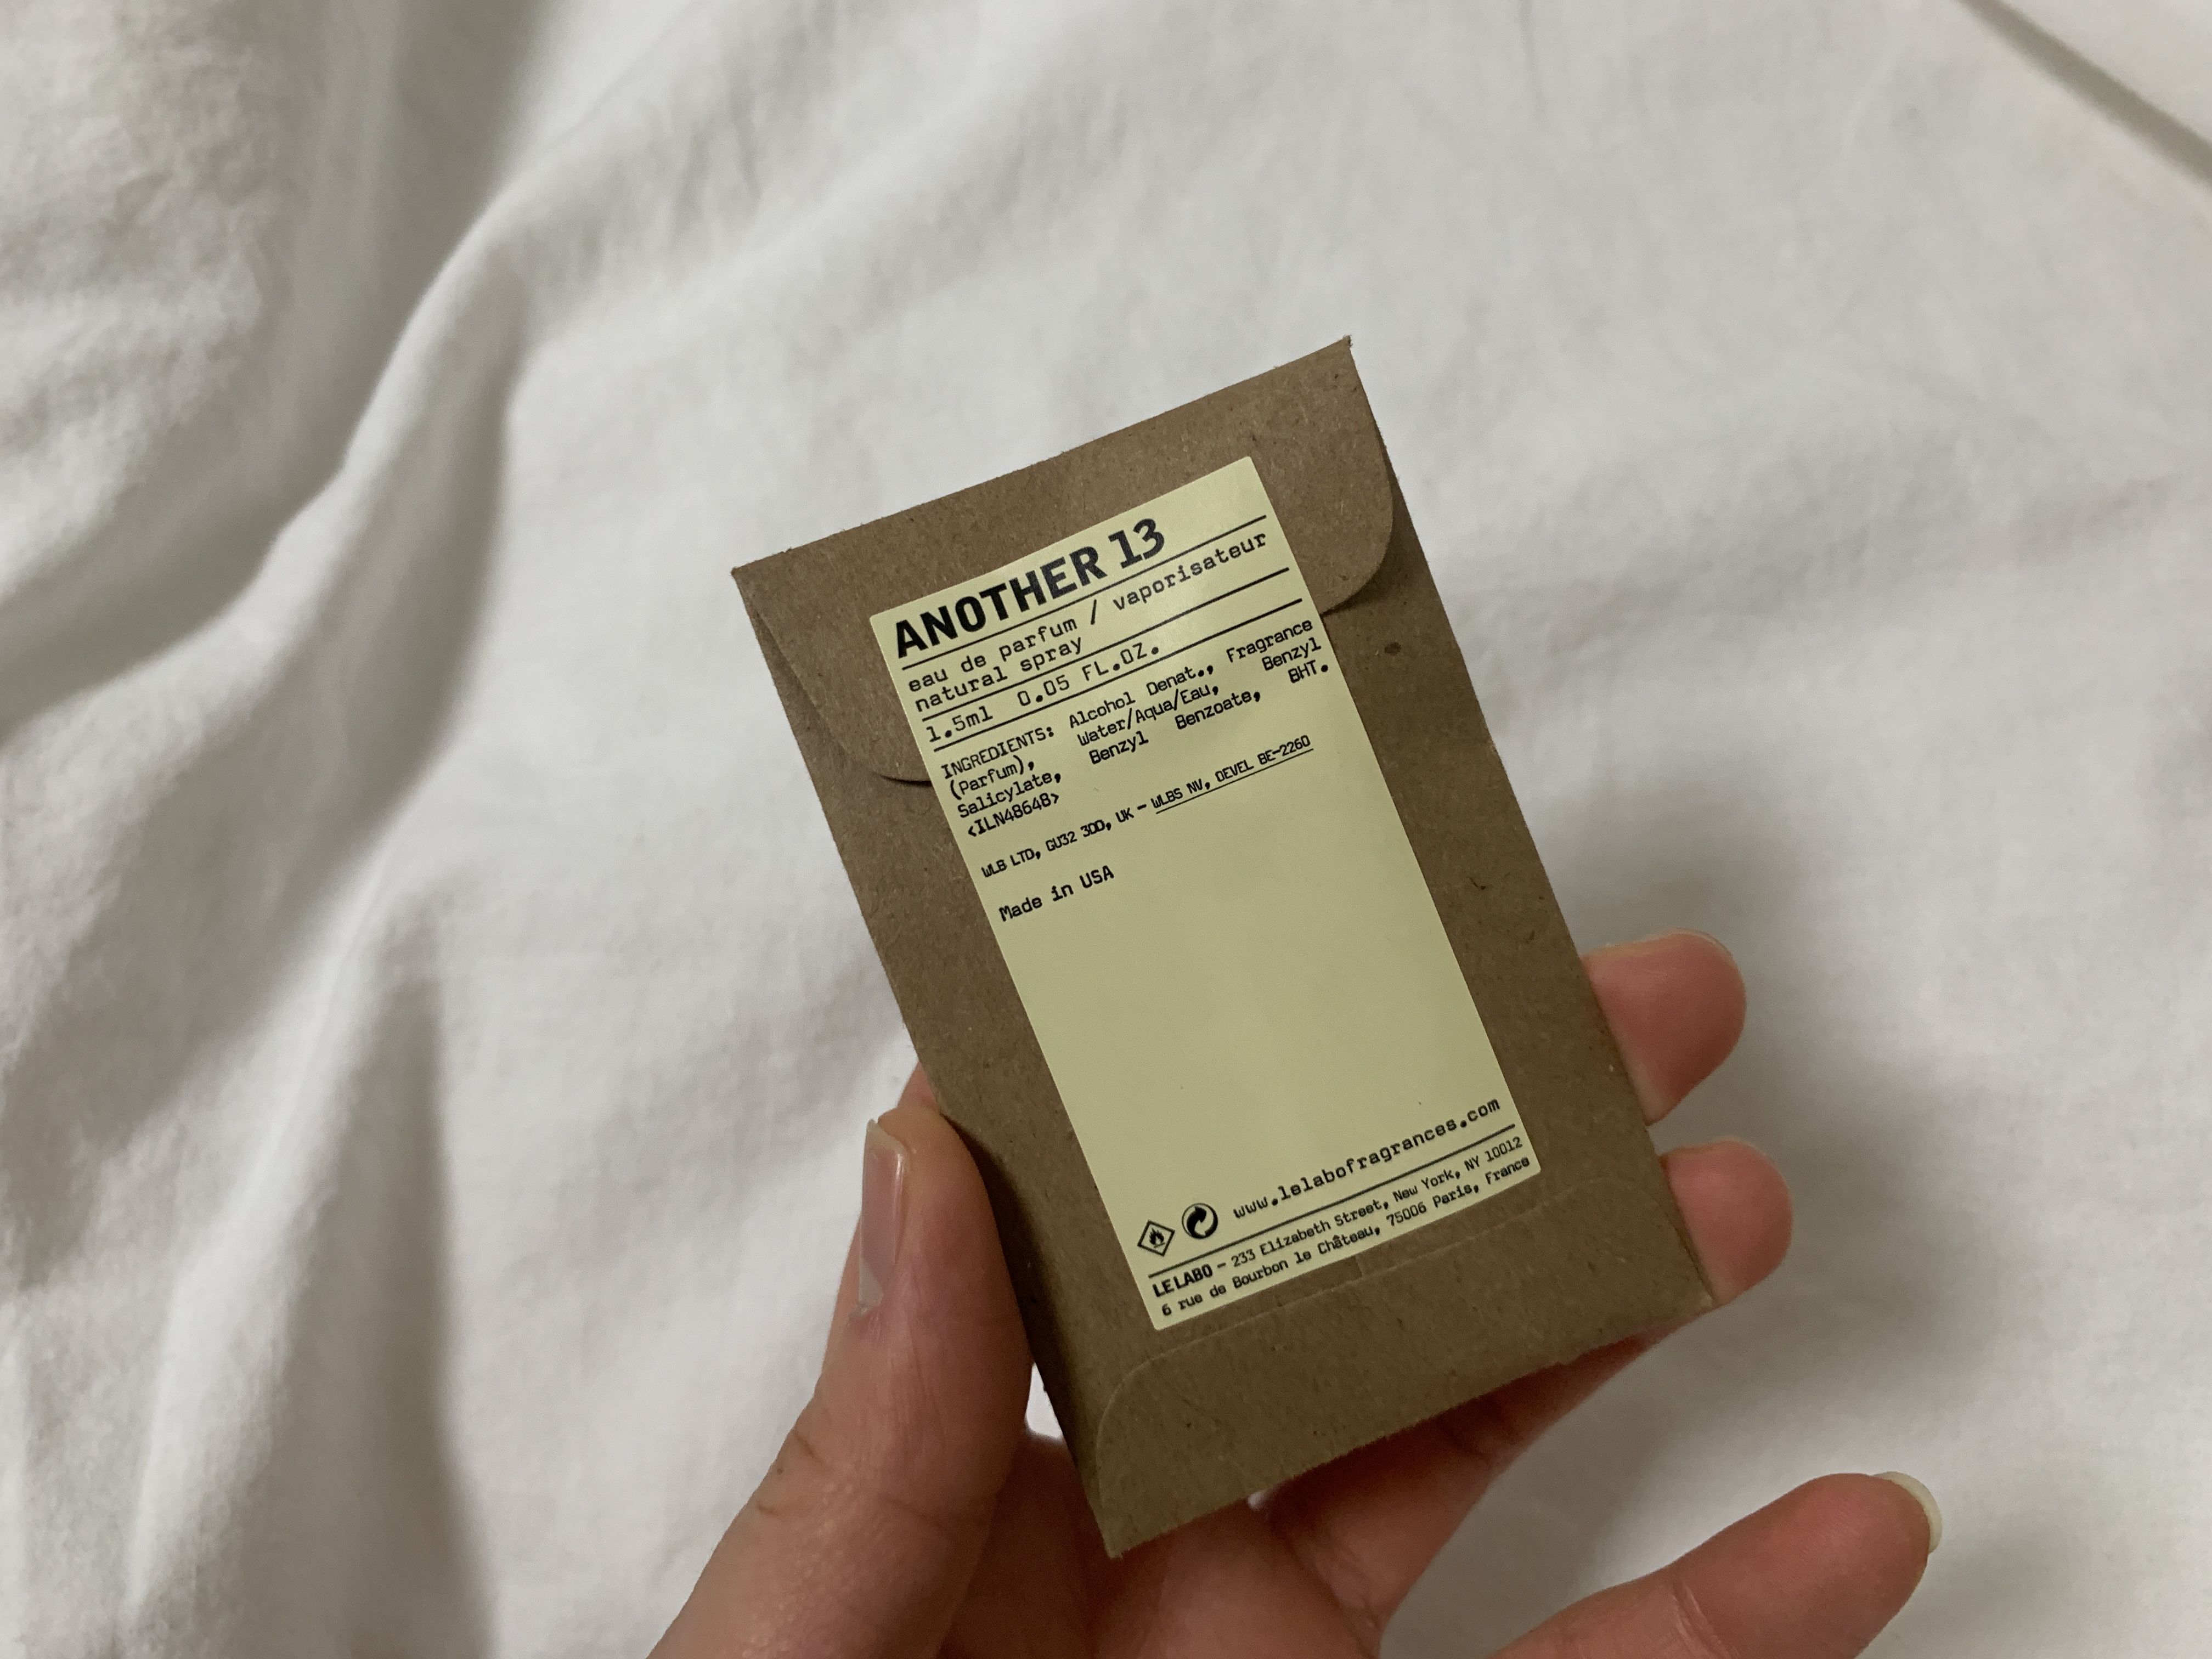 ANOTHER 13
eau de parfum / vaporisateur
natural spray
1.5ml 0.05 FL.OZ.
INGREDIENTS: Alcohol Denat., Fragrance
(Parfum), Water/Aqua/Eau, Benzyl
Salicylate, Benzyl Benzoate, BHT.
<ILN48648>
WLB LTD, GU32 3DD, UK - WLBS NV, DEVEL BE-2260
Made in USA
www.lelabofragrances.com
LE LABO - 233 Elizabeth Street, New York, NY 10012
6 rue de Bourbon le Château, 75006 Paris, France